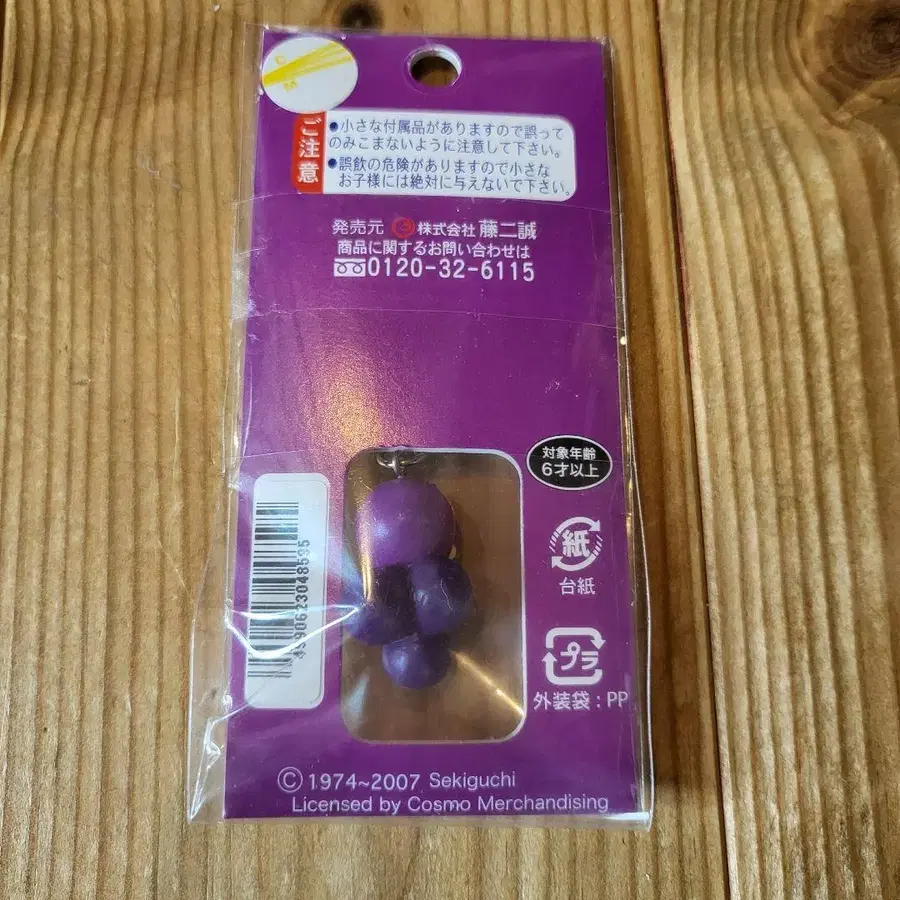 C
M
ご注意
●小さな付属品がありますので誤って
のみこまないように注意して下さい。
●誤飲の危険がありますので小さな
お子様には絶対に与えないで下さい。
発売元 株式会社 藤二誠
商品に関するお問い合わせは
0120-32-6115
対象年齢
6才以上
紙
台紙
プラ
外装袋：PP
4990623048595
© 1974~2007 Sekiguchi
Licensed by Cosmo Merchandising